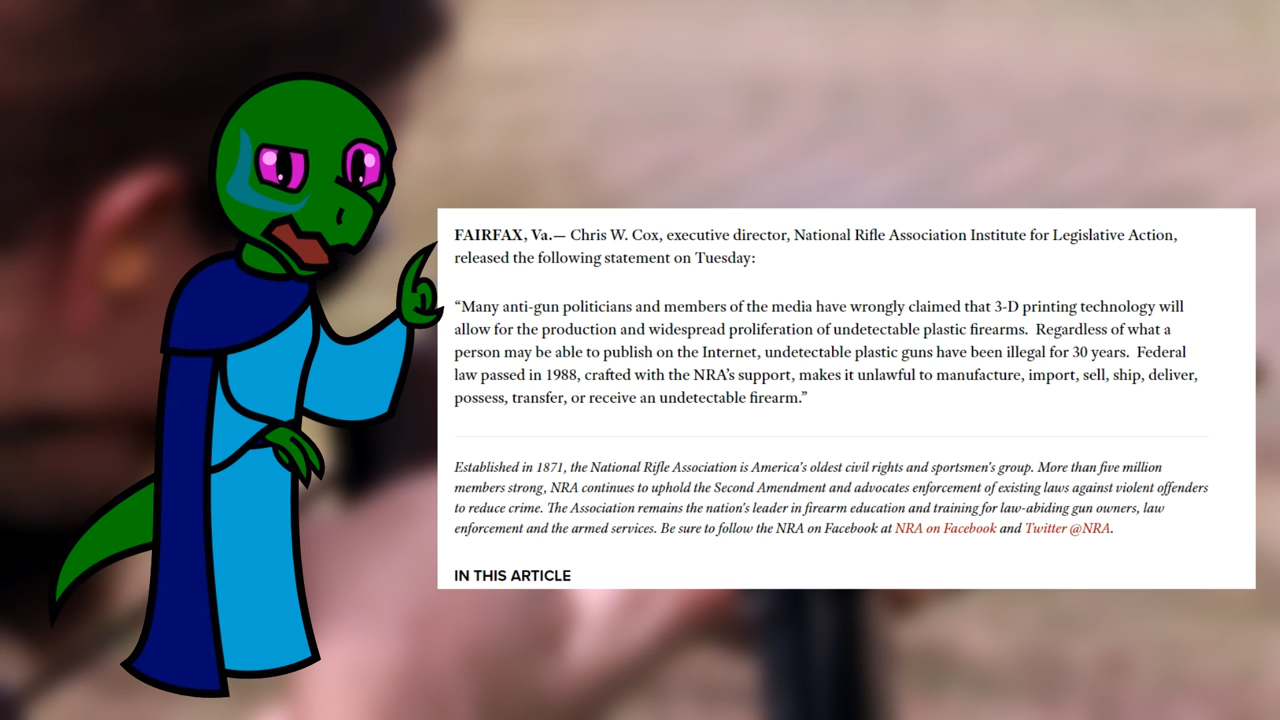 FAIRFAX, Va.— Chris W. Cox, executive director, National Rifle Association Institute for Legislative Action,
released the following statement on Tuesday:
“Many anti-gun politicians and members of the media have wrongly claimed that 3-D printing technology will
allow for the production and widespread proliferation of undetectable plastic firearms.  Regardless of what a
person may be able to publish on the Internet, undetectable plastic guns have been illegal for 30 years.  Federal
law passed in 1988, crafted with the NRA’s support, makes it unlawful to manufacture, import, sell, ship, deliver,
possess, transfer, or receive an undetectable firearm.”
Established in 1871, the National Rifle Association is America's oldest civil rights and sportsmen's group. More than five million
members strong, NRA continues to uphold the Second Amendment and advocates enforcement of existing laws against violent offenders
to reduce crime. The Association remains the nation's leader in firearm education and training for law-abiding gun owners, law
enforcement and the armed services. Be sure to follow the NRA on Facebook at NRA on Facebook and Twitter @NRA.
IN THIS ARTICLE